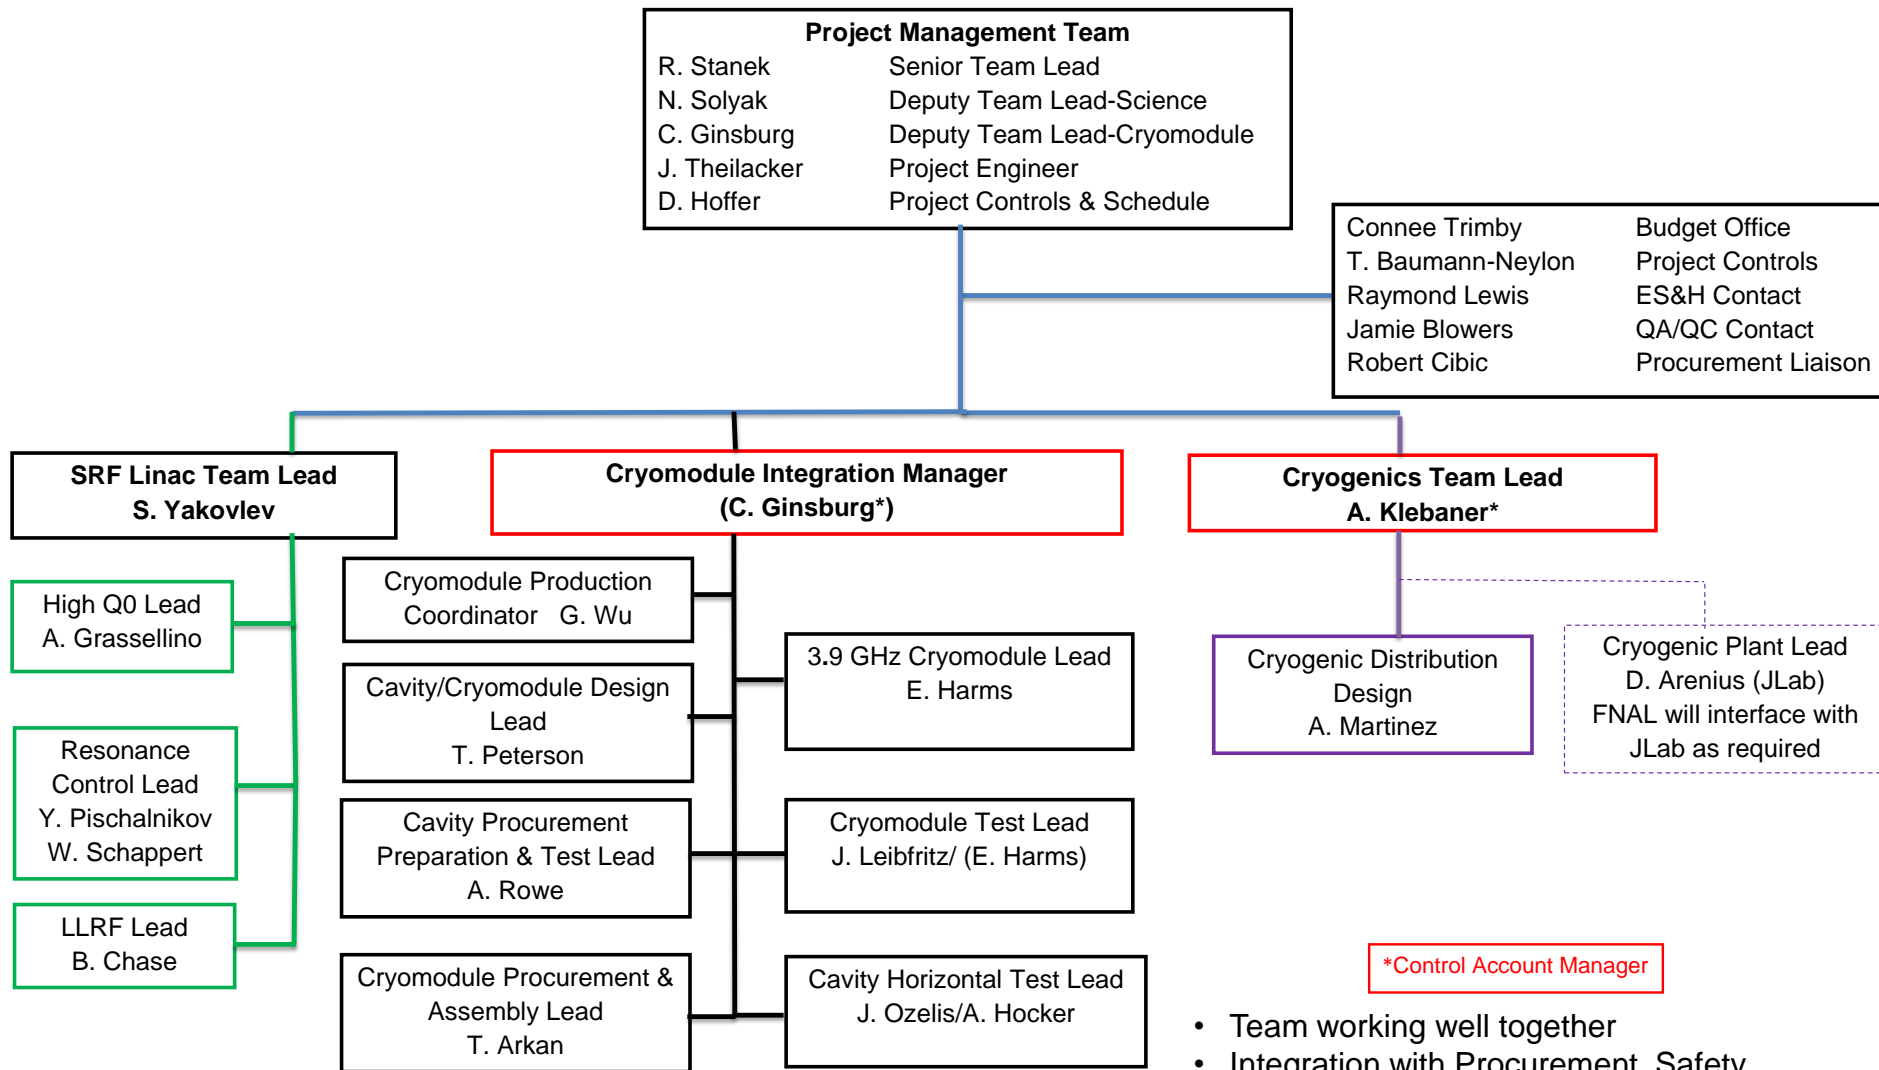 Project Management Team
R. Stanek Senior Team Lead
N. Solyak Deputy Team Lead-Science
C. Ginsburg Deputy Team Lead-Cryomodule
J. Theilacker Project Engineer
D. Hoffer Project Controls & Schedule
Connee Trimby Budget Office
T. Baumann-Neylon Project Controls
Raymond Lewis ES&H Contact
Jamie Blowers QA/QC Contact
Robert Cibic Procurement Liaison
SRF Linac Team Lead
S. Yakovlev
High Q0 Lead
A. Grassellino
Resonance
Control Lead
Y. Pischalnikov
W. Schappert
LLRF Lead
B. Chase
Cryomodule Integration Manager
(C. Ginsburg*)
Cryomodule Production
Coordinator G. Wu
Cavity/Cryomodule Design
Lead
T. Peterson
Cavity Procurement
Preparation & Test Lead
A. Rowe
Cryomodule Procurement &
Assembly Lead
T. Arkan
3.9 GHz Cryomodule Lead
E. Harms
Cryomodule Test Lead
J. Leibfritz/ (E. Harms)
Cavity Horizontal Test Lead
J. Ozelis/A. Hocker
Cryogenics Team Lead
A. Klebaner*
Cryogenic Distribution
Design
A. Martinez
Cryogenic Plant Lead
D. Arenius (JLab)
FNAL will interface with
JLab as required
*Control Account Manager
• Team working well together
• Integration with Procurement, Safety